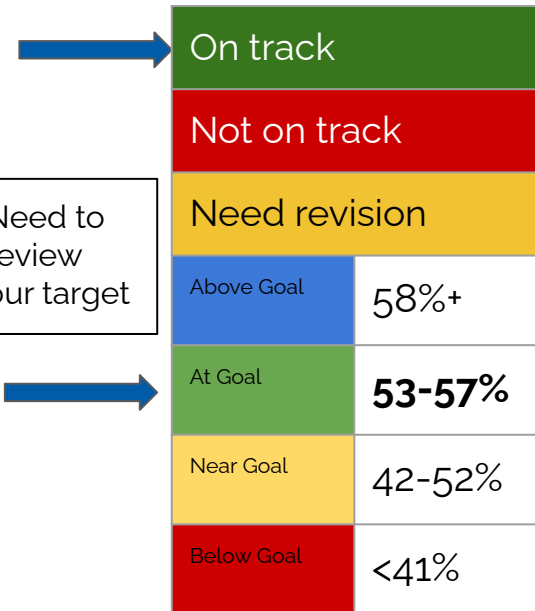 On track
Not on track
Need to
review
our target
Need revision
Above Goal
58%+
At Goal
53-57%
Near Goal
42-52%
Below Goal
<41%